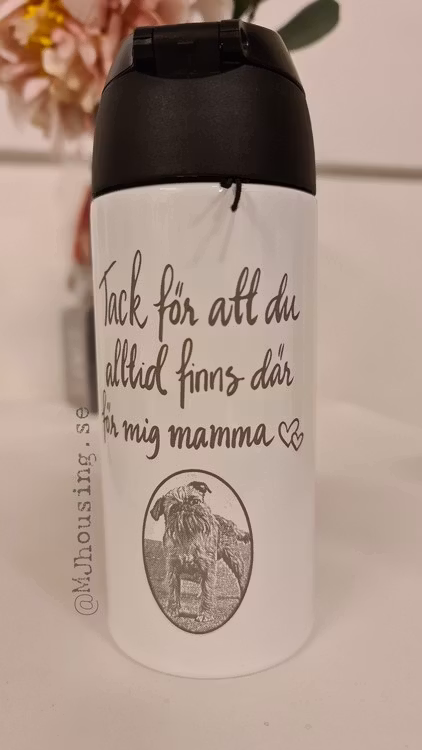 Tack för att du
alltid finns där
för mig mamma
@MJhousing.se